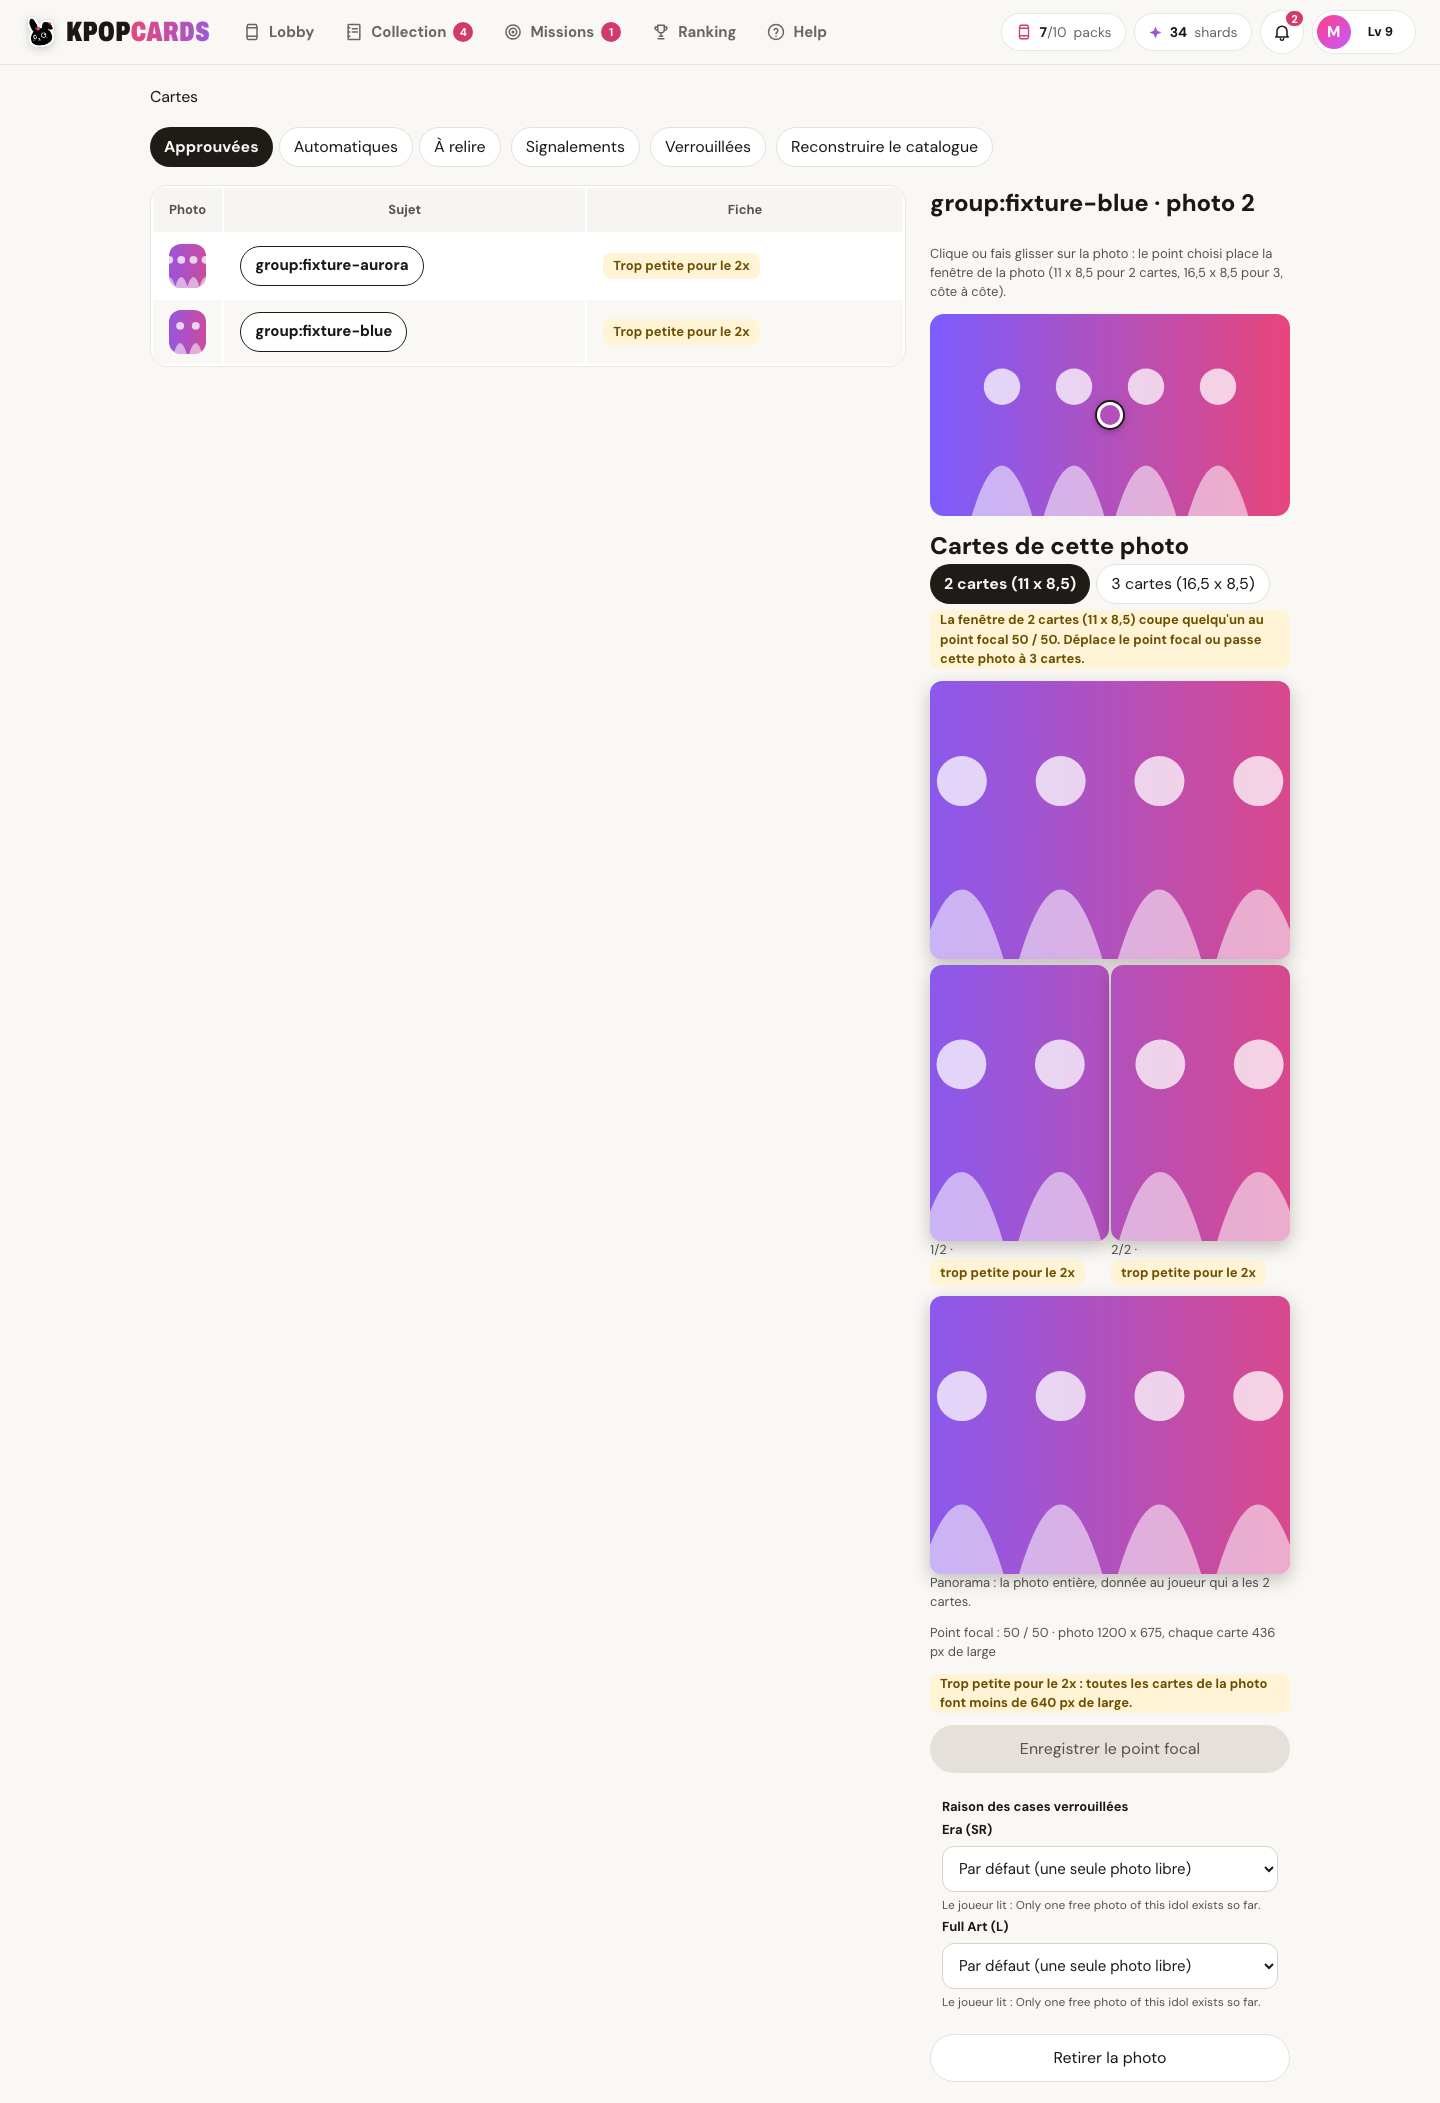 KPOPCARDS
Lobby
Collection 4
Missions 1
Ranking
Help
7/10 packs
34 shards
2
M Lv 9
Cartes
Approuvées
Automatiques
À relire
Signalements
Verrouillées
Reconstruire le catalogue
Photo Sujet Fiche
group:fixture-aurora Trop petite pour le 2x
group:fixture-blue Trop petite pour le 2x
group:fixture-blue · photo 2
Clique ou fais glisser sur la photo : le point choisi place la
fenêtre de la photo (11 x 8,5 pour 2 cartes, 16,5 x 8,5 pour 3,
côte à côte).
Cartes de cette photo
2 cartes (11 x 8,5) 3 cartes (16,5 x 8,5)
La fenêtre de 2 cartes (11 x 8,5) coupe quelqu'un au
point focal 50 / 50. Déplace le point focal ou passe
cette photo à 3 cartes.
1/2 · 2/2 ·
trop petite pour le 2x trop petite pour le 2x
Panorama : la photo entière, donnée au joueur qui a les 2
cartes.
Point focal : 50 / 50 · photo 1200 x 675, chaque carte 436
px de large
Trop petite pour le 2x : toutes les cartes de la photo
font moins de 640 px de large.
Enregistrer le point focal
Raison des cases verrouillées
Era (SR)
Par défaut (une seule photo libre)
Le joueur lit : Only one free photo of this idol exists so far.
Full Art (L)
Par défaut (une seule photo libre)
Le joueur lit : Only one free photo of this idol exists so far.
Retirer la photo